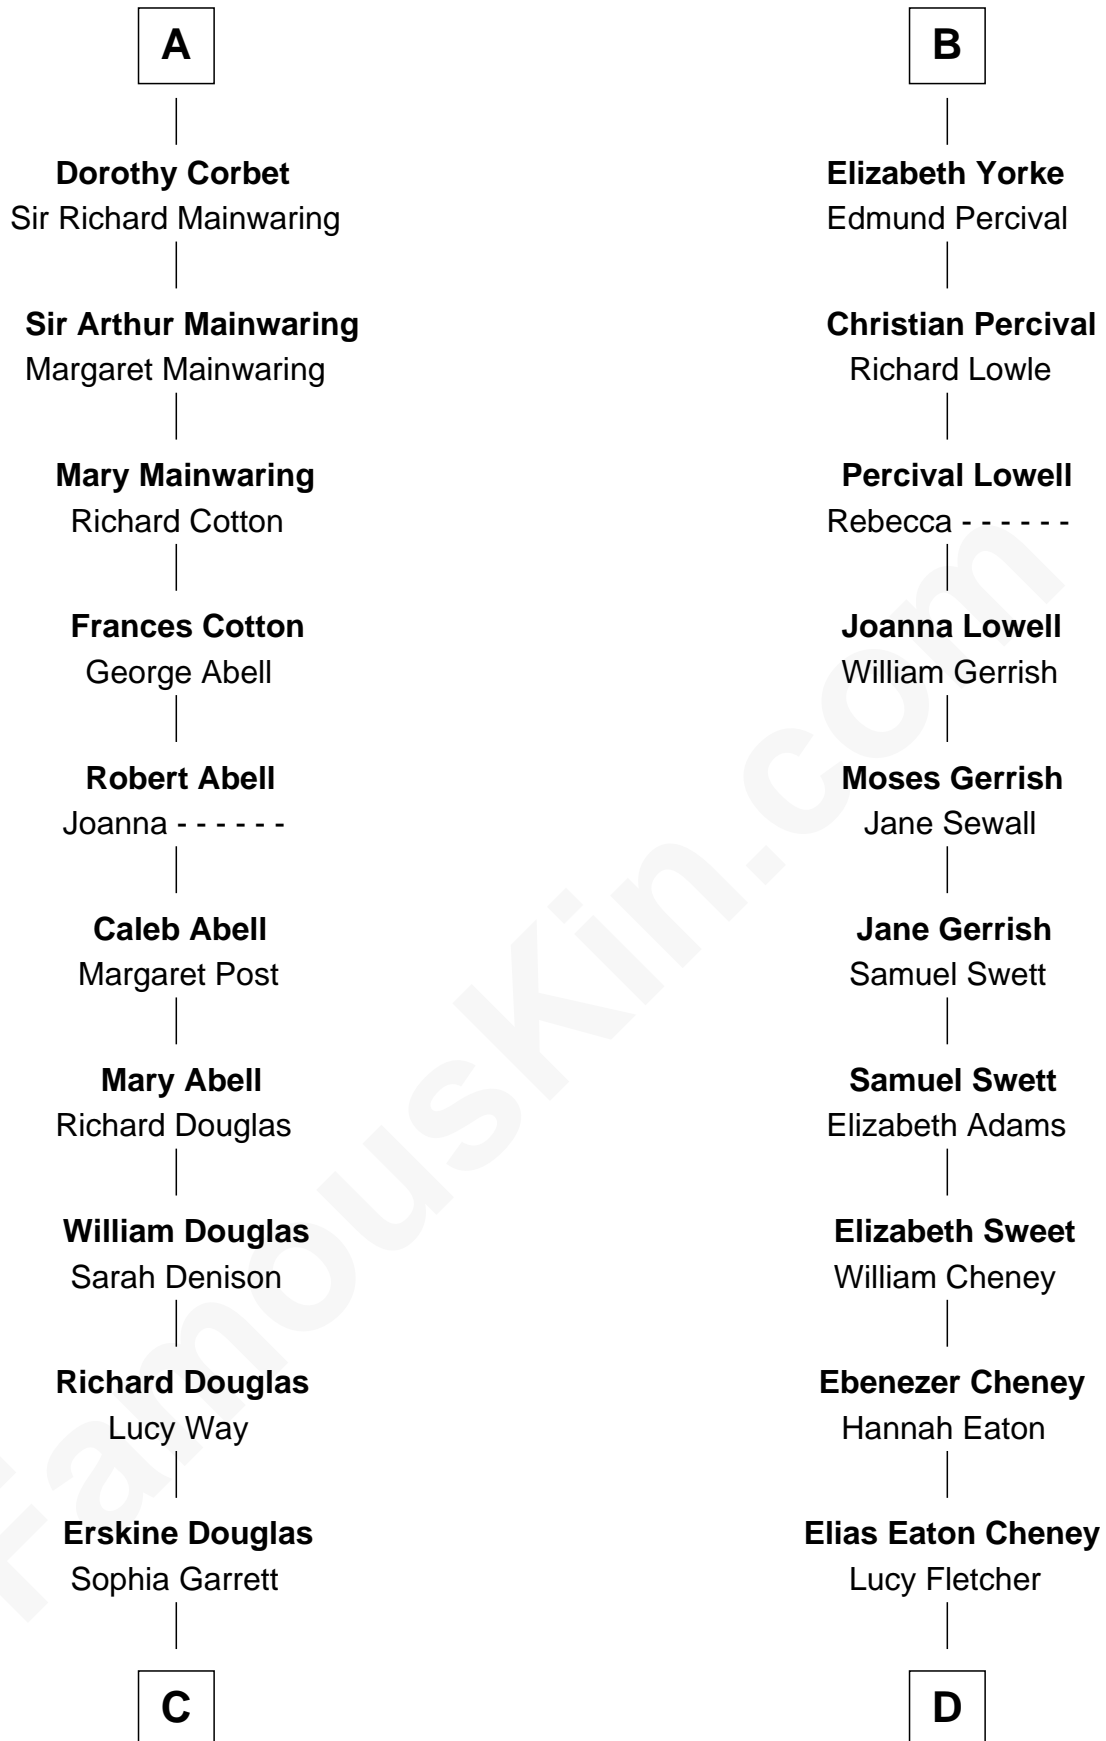 A
Dorothy Corbet
Sir Richard Mainwaring
Sir Arthur Mainwaring
Margaret Mainwaring
Mary Mainwaring
Richard Cotton
Frances Cotton
George Abell
Robert Abell
Joanna - - - - - -
Caleb Abell
Margaret Post
Mary Abell
Richard Douglas
William Douglas
Sarah Denison
Richard Douglas
Lucy Way
Erskine Douglas
Sophia Garrett
C
B
Elizabeth Yorke
Edmund Percival
Christian Percival
Richard Lowle
Percival Lowell
Rebecca - - - - - -
Joanna Lowell
William Gerrish
Moses Gerrish
Jane Sewall
Jane Gerrish
Samuel Swett
Samuel Swett
Elizabeth Adams
Elizabeth Sweet
William Cheney
Ebenezer Cheney
Hannah Eaton
Elias Eaton Cheney
Lucy Fletcher
D
FamousKin.com